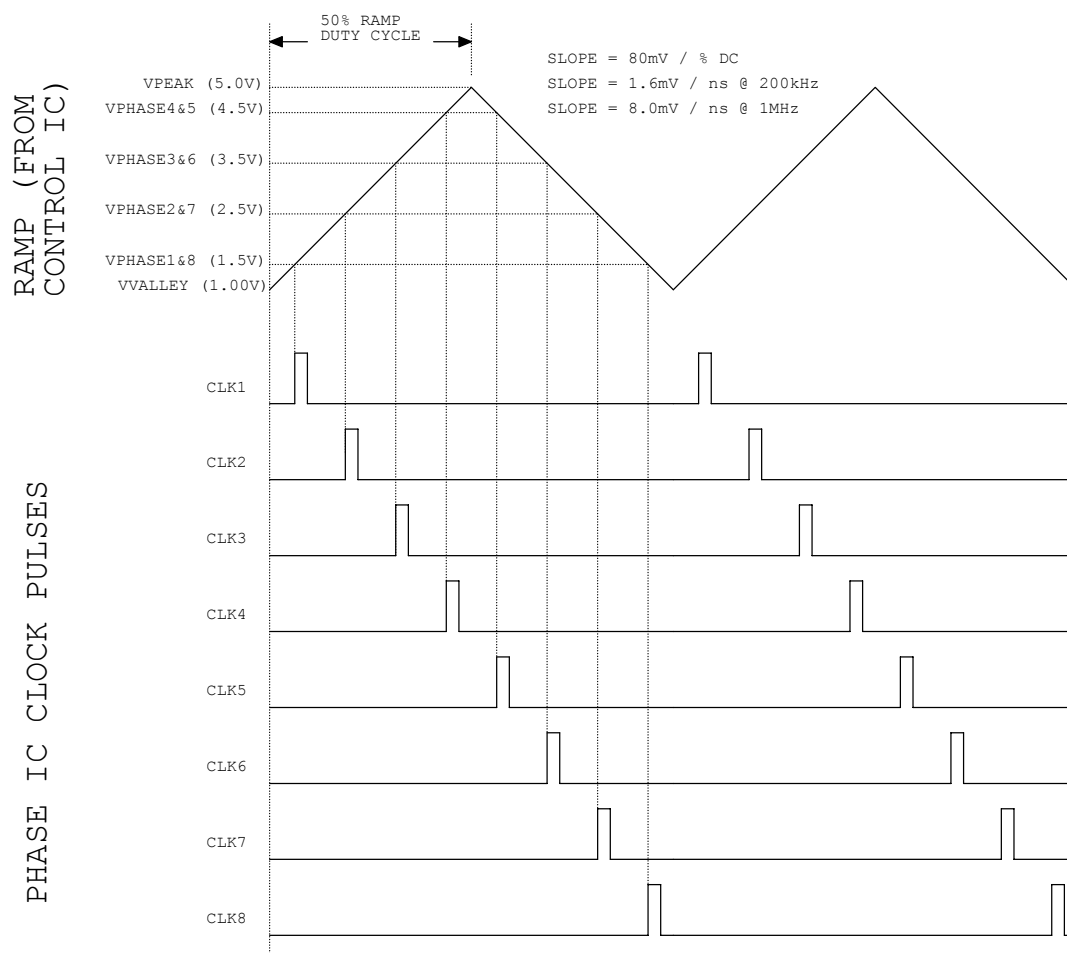 50% RAMP
DUTY CYCLE
SLOPE = 80mV / % DC
SLOPE = 1.6mV / ns @ 200kHz
SLOPE = 8.0mV / ns @ 1MHz
RAMP (FROM
CONTROL IC)
VPEAK (5.0V)
VPHASE4&5 (4.5V)
VPHASE3&6 (3.5V)
VPHASE2&7 (2.5V)
VPHASE1&8 (1.5V)
VVALLEY (1.00V)
PHASE IC CLOCK PULSES
CLK1
CLK2
CLK3
CLK4
CLK5
CLK6
CLK7
CLK8